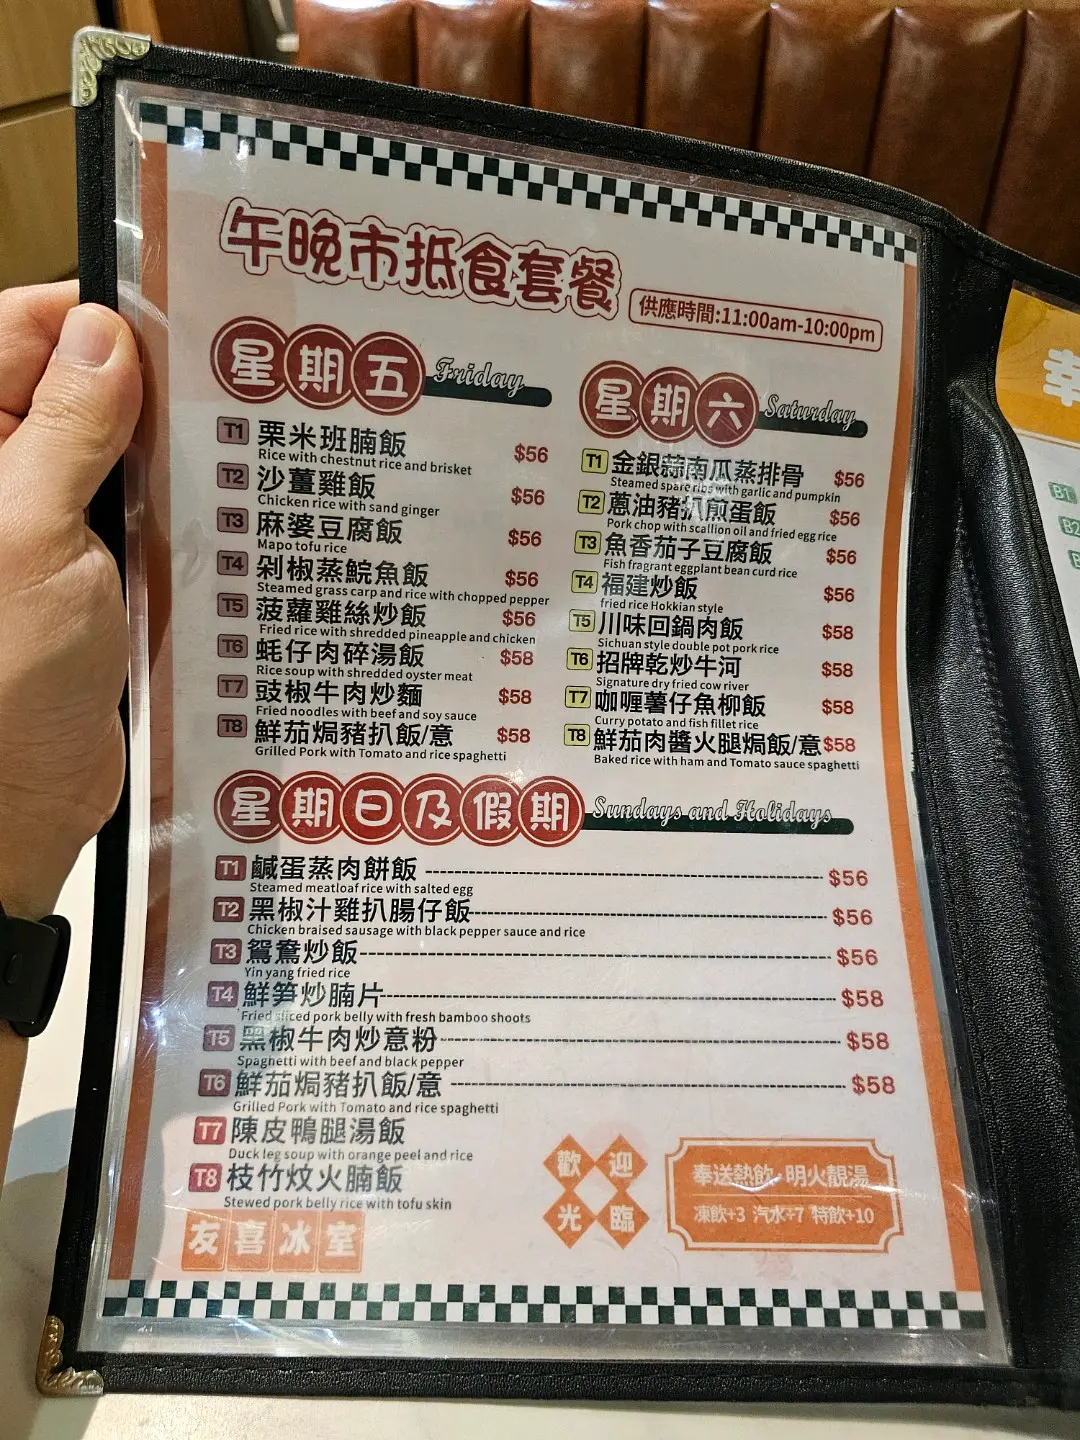 午晚市抵食套餐
供應時間:11:00am-10:00pm
星期五 Friday
T1 栗米班腩飯 $56
Rice with chestnut rice and brisket
T2 沙薑雞飯 $56
Chicken rice with sand ginger
T3 麻婆豆腐飯 $56
Mapo tofu rice
T4 剁椒蒸鯇魚飯 $56
Steamed grass carp and rice with chopped pepper
T5 菠蘿雞絲炒飯 $56
Fried rice with shredded pineapple and chicken
T6 蚝仔肉碎湯飯 $58
Rice soup with shredded oyster meat
T7 豉椒牛肉炒麵 $58
Fried noodles with beef and soy sauce
T8 鮮茄焗豬扒飯/意 $58
Grilled Pork with Tomato and rice spaghetti
星期六 Saturday
T1 金銀蒜南瓜蒸排骨 $56
Steamed spare ribs with garlic and pumpkin
T2 蔥油豬扒煎蛋飯 $56
Pork chop with scallion oil and fried egg rice
T3 魚香茄子豆腐飯 $56
Fish fragrant eggplant bean curd rice
T4 福建炒飯 $56
fried rice Hokkian style
T5 川味回鍋肉飯 $58
Sichuan style double pot pork rice
T6 招牌乾炒牛河 $58
Signature dry fried cow river
T7 咖喱薯仔魚柳飯 $58
Curry potato and fish fillet rice
T8 鮮茄肉醬火腿焗飯/意 $58
Baked rice with ham and Tomato sauce spaghetti
星期日及假期 Sundays and Holidays
T1 鹹蛋蒸肉餅飯 $56
Steamed meatloaf rice with salted egg
T2 黑椒汁雞扒腸仔飯 $56
Chicken braised sausage with black pepper sauce and rice
T3 鴛鴦炒飯 $56
Yin yang fried rice
T4 鮮笋炒腩片 $58
Fried sliced pork belly with fresh bamboo shoots
T5 黑椒牛肉炒意粉 $58
Spaghetti with beef and black pepper
T6 鮮茄焗豬扒飯/意 $58
Grilled Pork with Tomato and rice spaghetti
T7 陳皮鴨腿湯飯
Duck leg soup with orange peel and rice
T8 枝竹炆火腩飯
Stewed pork belly rice with tofu skin
友喜冰室
歡迎
光臨
奉送熱飲·明火靚湯
凍飲+3 汽水+7 特飲+10
B1
B2